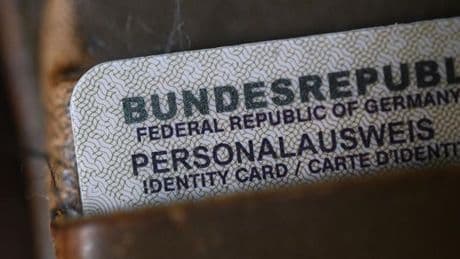 BUNDESREPUBL
FEDERAL REPUBLIC OF GERMANY
PERSONALAUSWEIS
IDENTITY CARD / CARTE D'IDENTI